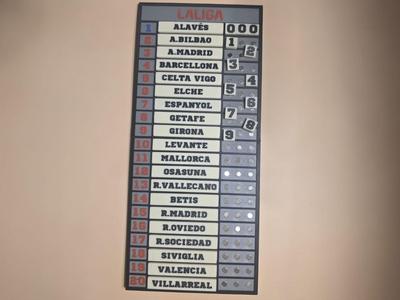 LALIGA
1 ALAVÉS 0 0 0
2 A.BILBAO 1
3 A.MADRID 2
4 BARCELLONA 3
5 CELTA VIGO 4
6 ELCHE 5
7 ESPANYOL 6
8 GETAFE 7 8
9 GIRONA 9
10 LEVANTE
11 MALLORCA
12 OSASUNA
13 R.VALLECANO
14 BETIS
15 R.MADRID
16 R.OVIEDO
17 R.SOCIEDAD
18 SIVIGLIA
19 VALENCIA
20 VILLARREAL